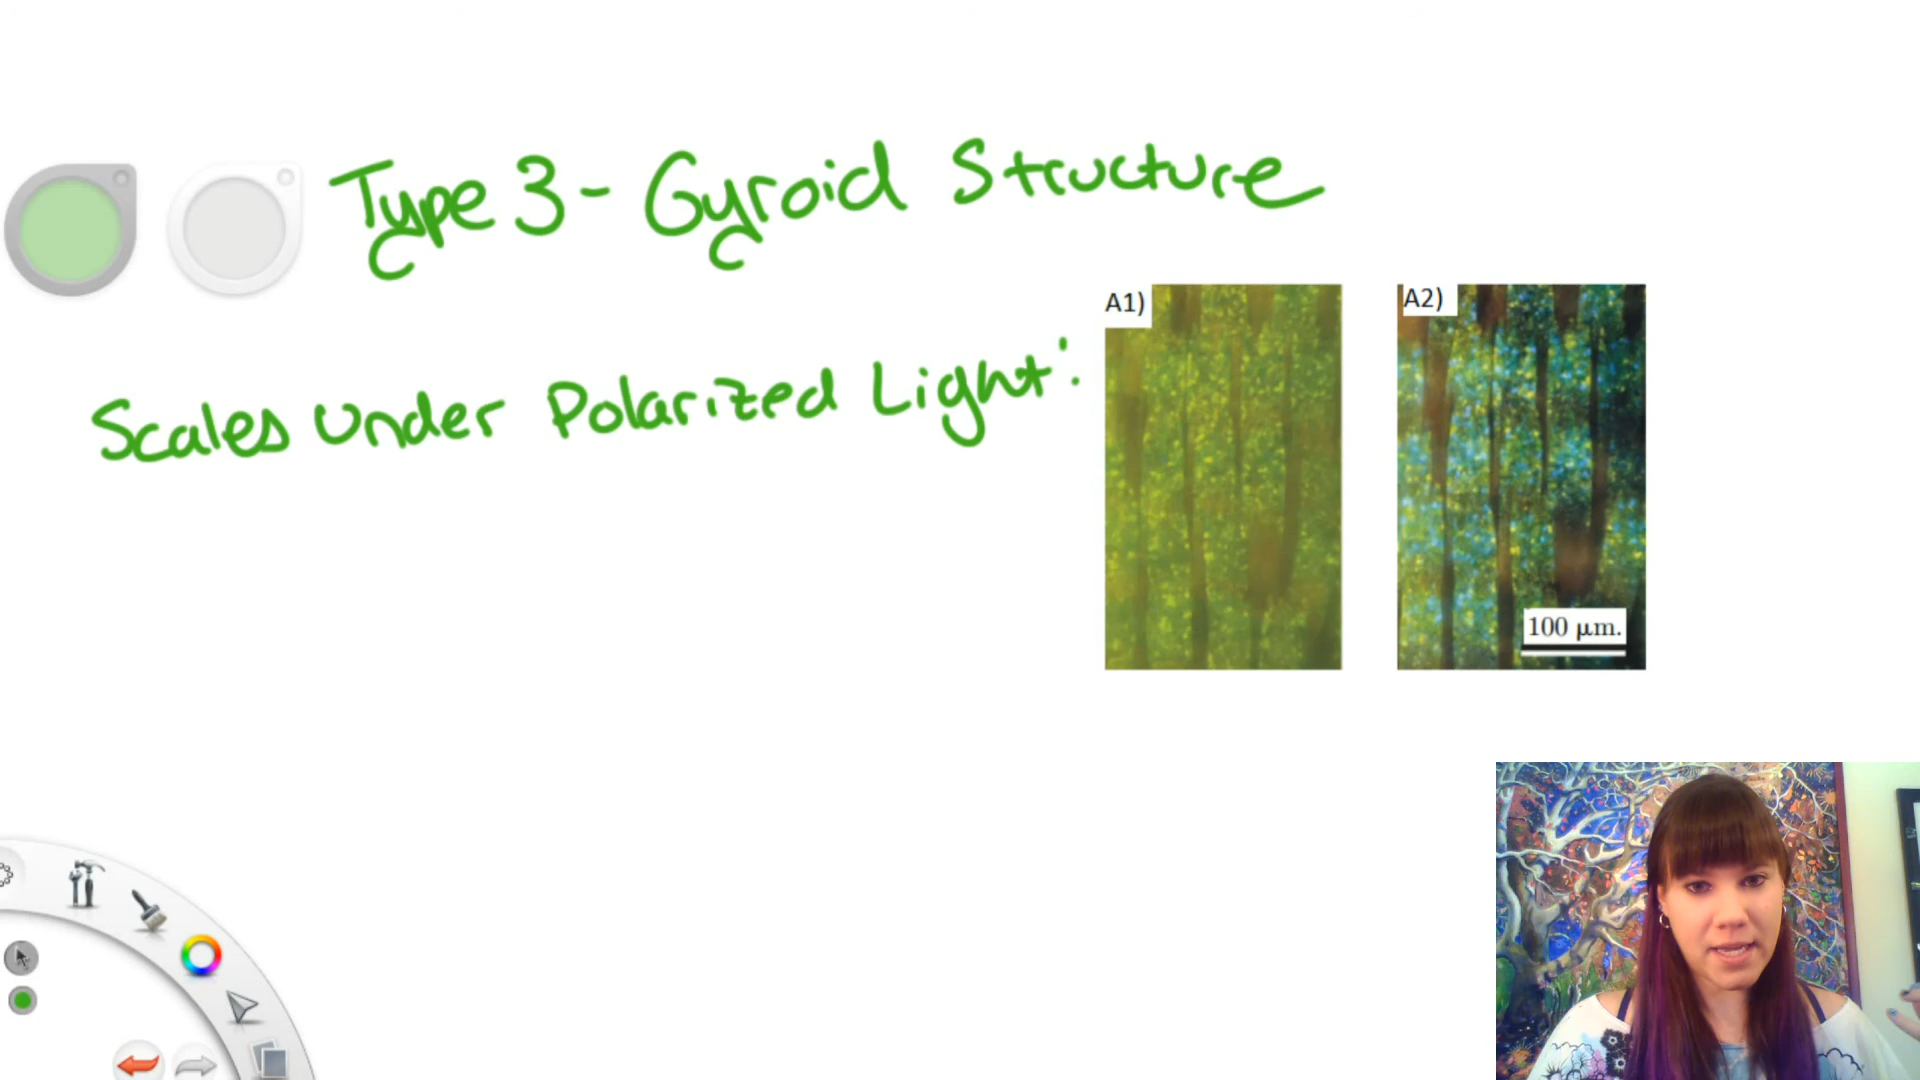 Type 3 - Gyroid Structure
A1)
A2)
Scales Under Polarized Light:
100 μm.